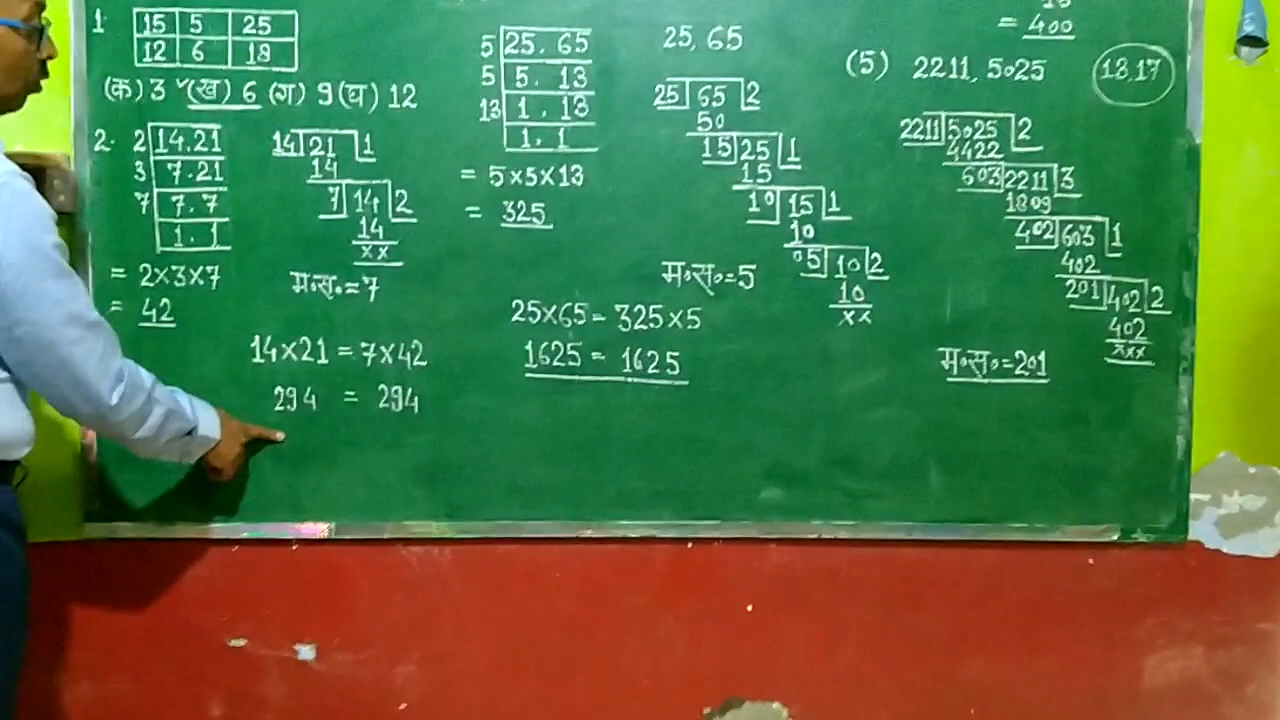 1. 15 5 25
12 6 18
(क) 3 (ख) 6 (ग) 9 (घ) 12
2. 2 14.21
3 7.21
7 7.7
1.1
= 2×3×7
= 42
14 21 1
14
7 14 2
14
××
म०स०=7
14×21 = 7×42
294 = 294
5 25.65
5 5.13
13 1.13
1.1
= 5×5×13
= 325
25, 65
25 65 2
50
15 25 1
15
10 15 1
10
05 10 2
10
××
म०स०=5
25×65 = 325×5
1625 = 1625
= 400
(5) 2211, 5025
18,17
2211 5025 2
4422
603 2211 3
1809
402 603 1
402
201 402 2
402
×××
म०स०=201